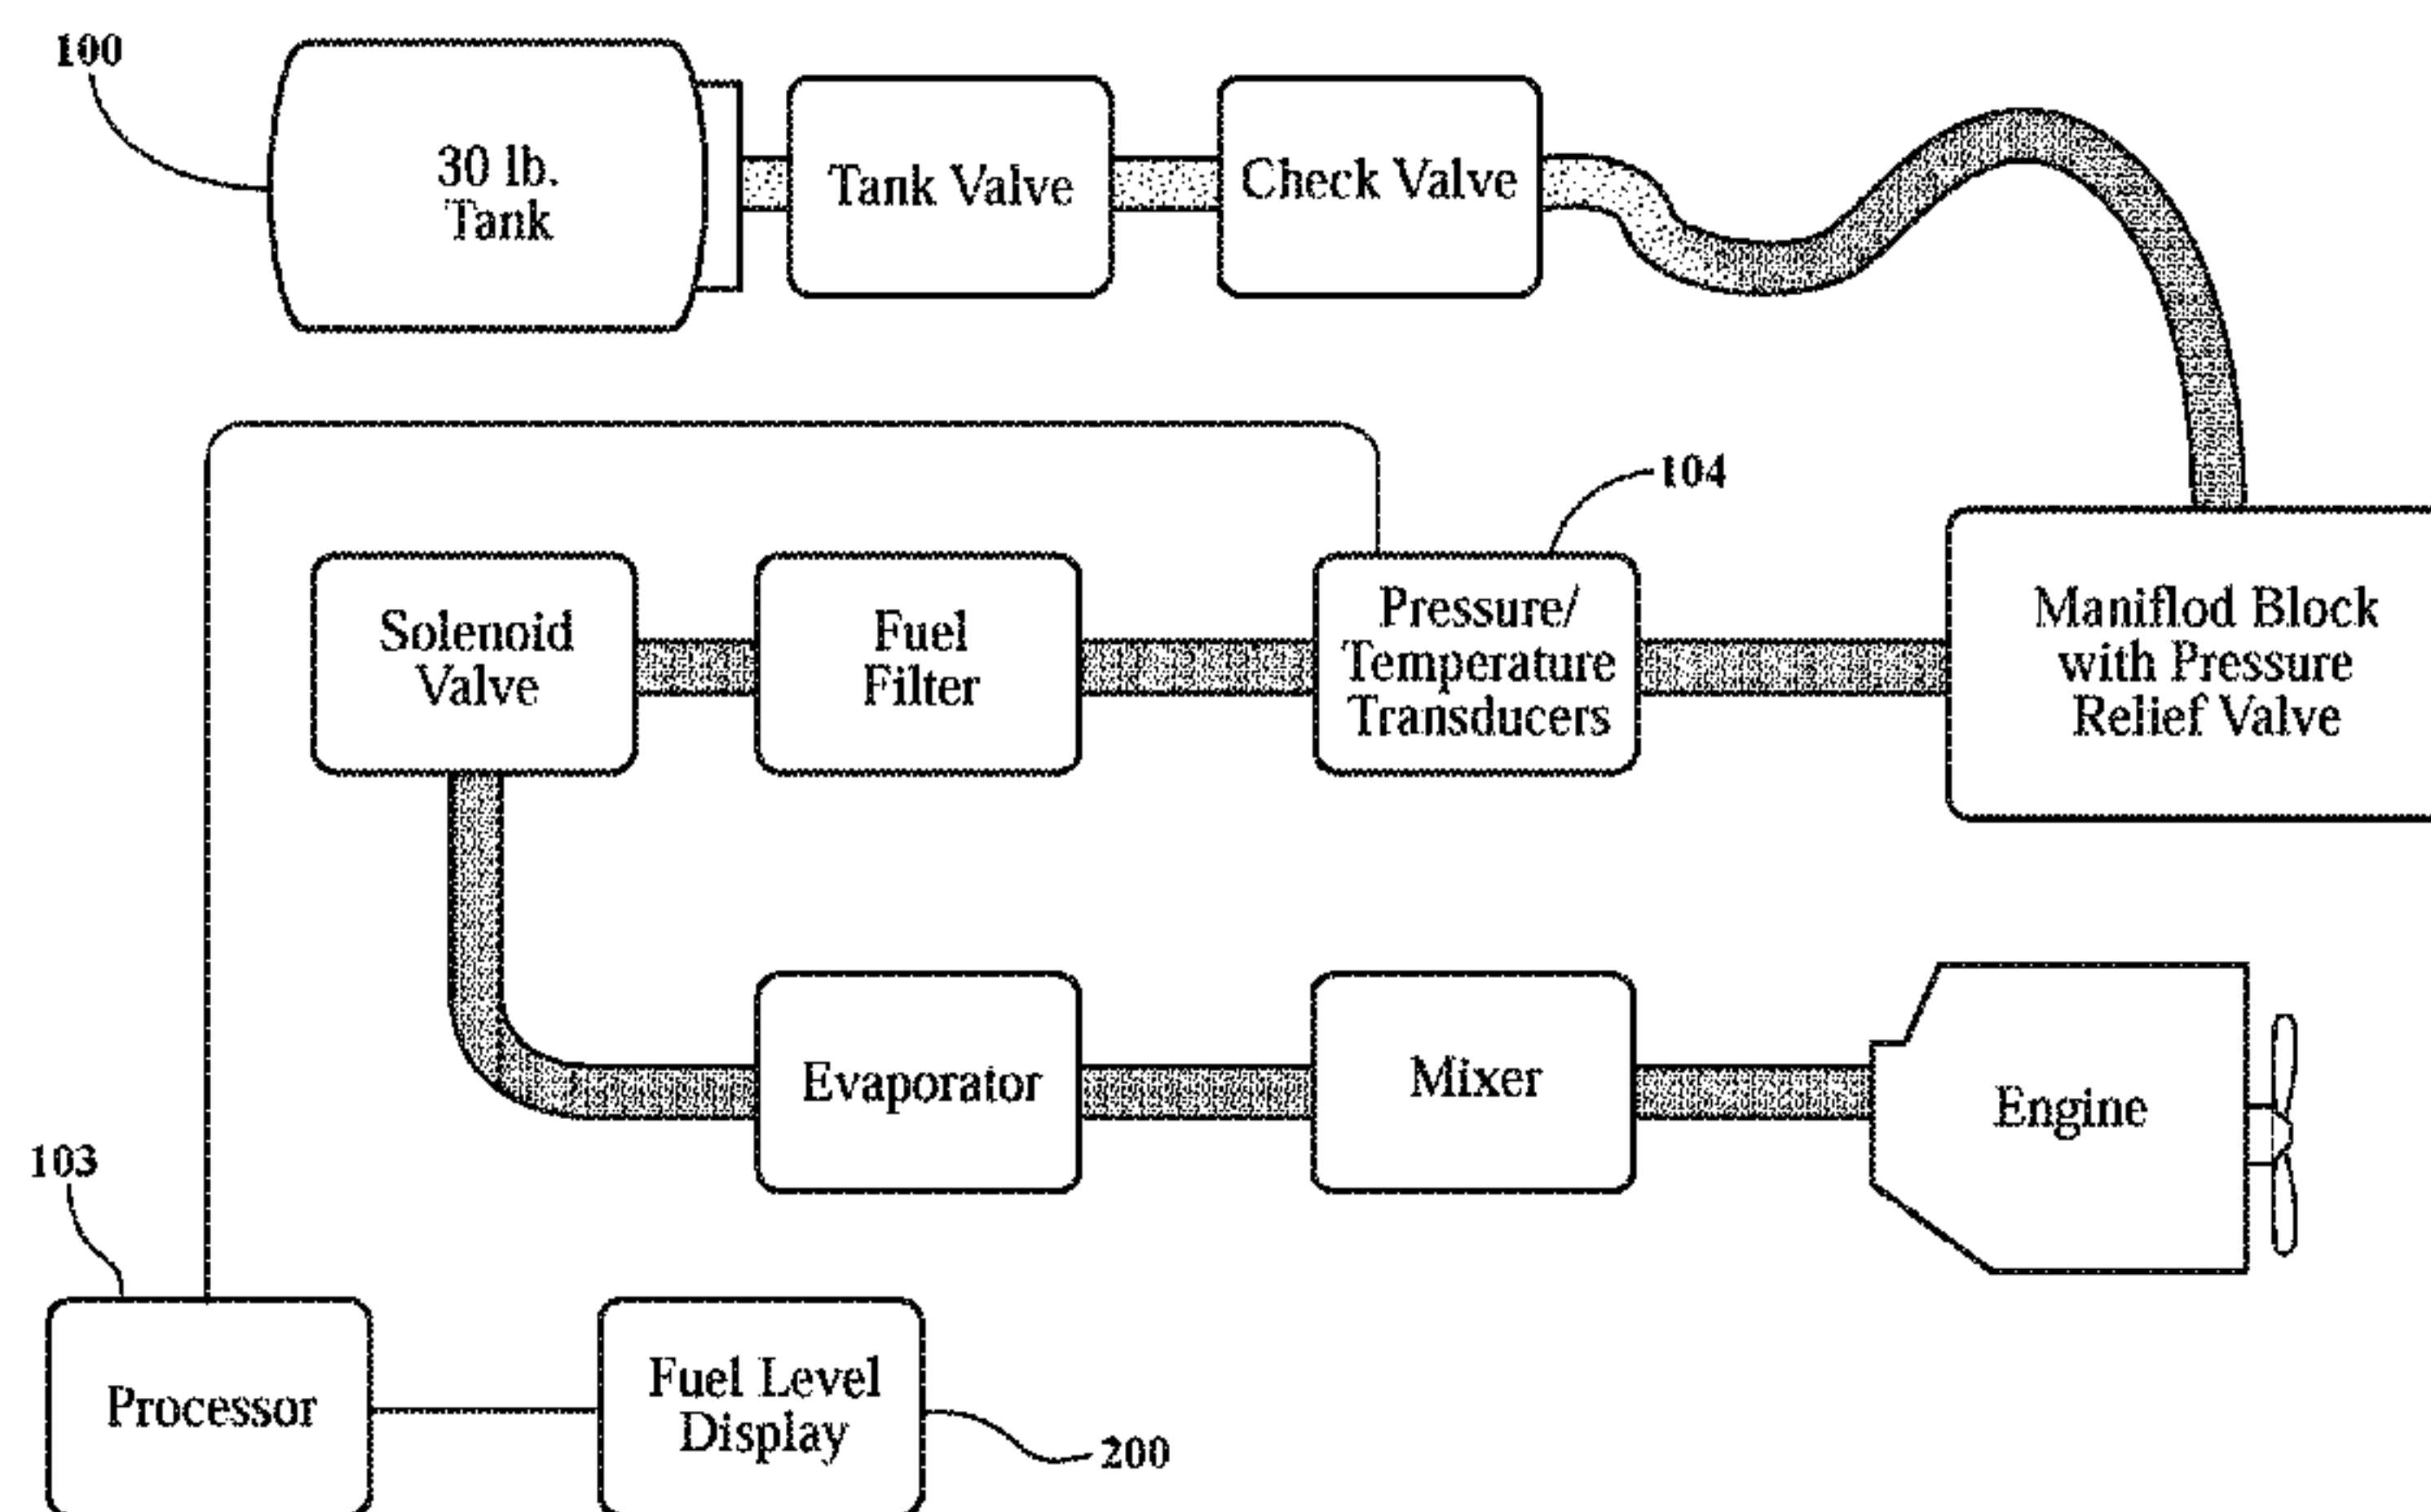 100
30 lb.
Tank
Tank Valve
Check Valve
104
Solenoid
Valve
Fuel
Filter
Pressure/
Temperature
Transducers
Maniflod Block
with Pressure
Relief Valve
Evaporator
Mixer
Engine
103
Processor
Fuel Level
Display
200